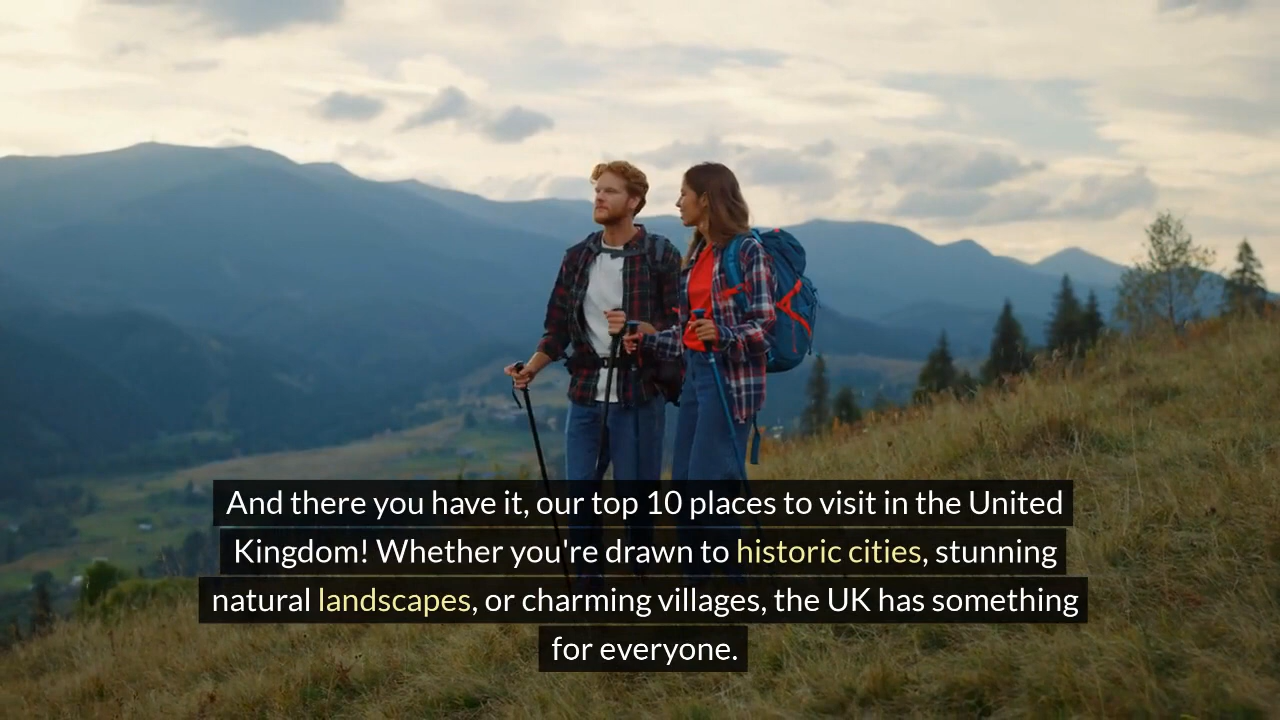 And there you have it, our top 10 places to visit in the United
Kingdom! Whether you're drawn to historic cities, stunning
natural landscapes, or charming villages, the UK has something
for everyone.